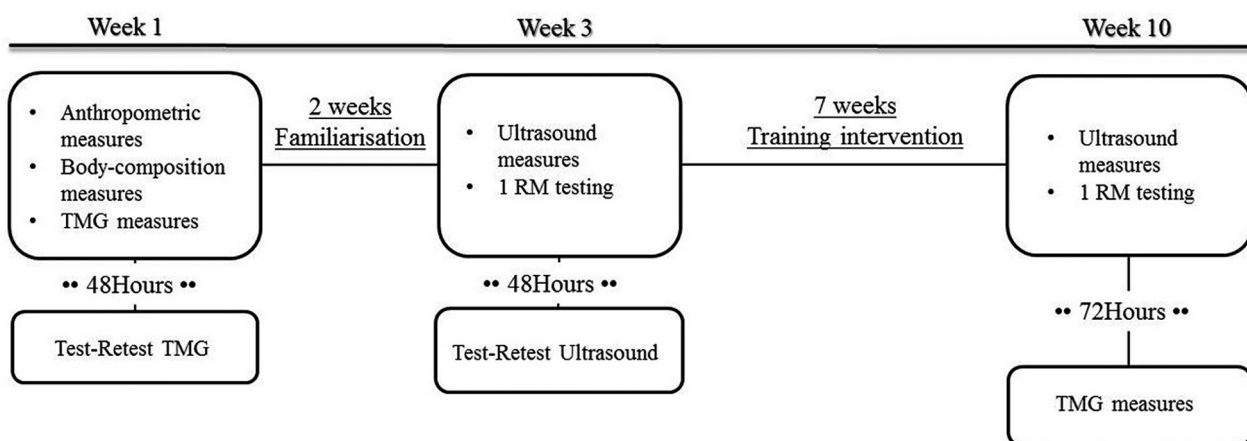 Week 1
Week 3
Week 10
• Anthropometric
measures
• Body-composition
measures
• TMG measures
2 weeks
Familiarisation
• Ultrasound
measures
• 1 RM testing
7 weeks
Training intervention
• Ultrasound
measures
• 1 RM testing
•• 48Hours ••
•• 48Hours ••
•• 72Hours ••
Test-Retest TMG
Test-Retest Ultrasound
TMG measures